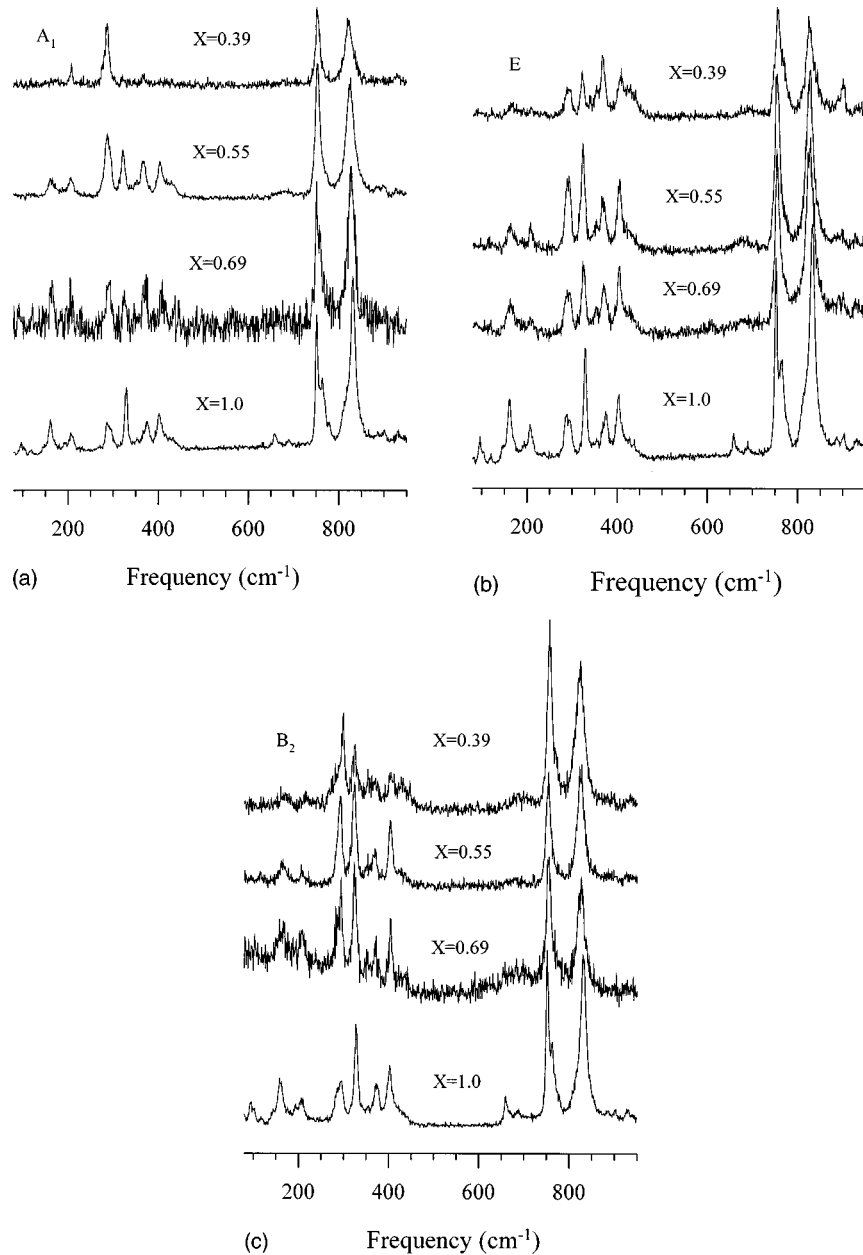 A1
X=0.39
X=0.55
X=0.69
X=1.0
200 400 600 800
(a) Frequency (cm-1)
E
X=0.39
X=0.55
X=0.69
X=1.0
200 400 600 800
(b) Frequency (cm-1)
B2
X=0.39
X=0.55
X=0.69
X=1.0
200 400 600 800
(c) Frequency (cm-1)